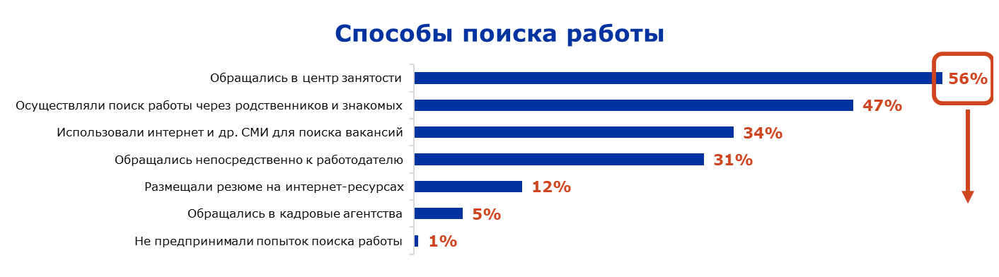 Способы поиска работы
Обращались в центр занятости 56%
Осуществляли поиск работы через родственников и знакомых 47%
Использовали интернет и др. СМИ для поиска вакансий 34%
Обращались непосредственно к работодателю 31%
Размещали резюме на интернет-ресурсах 12%
Обращались в кадровые агентства 5%
Не предпринимали попыток поиска работы 1%